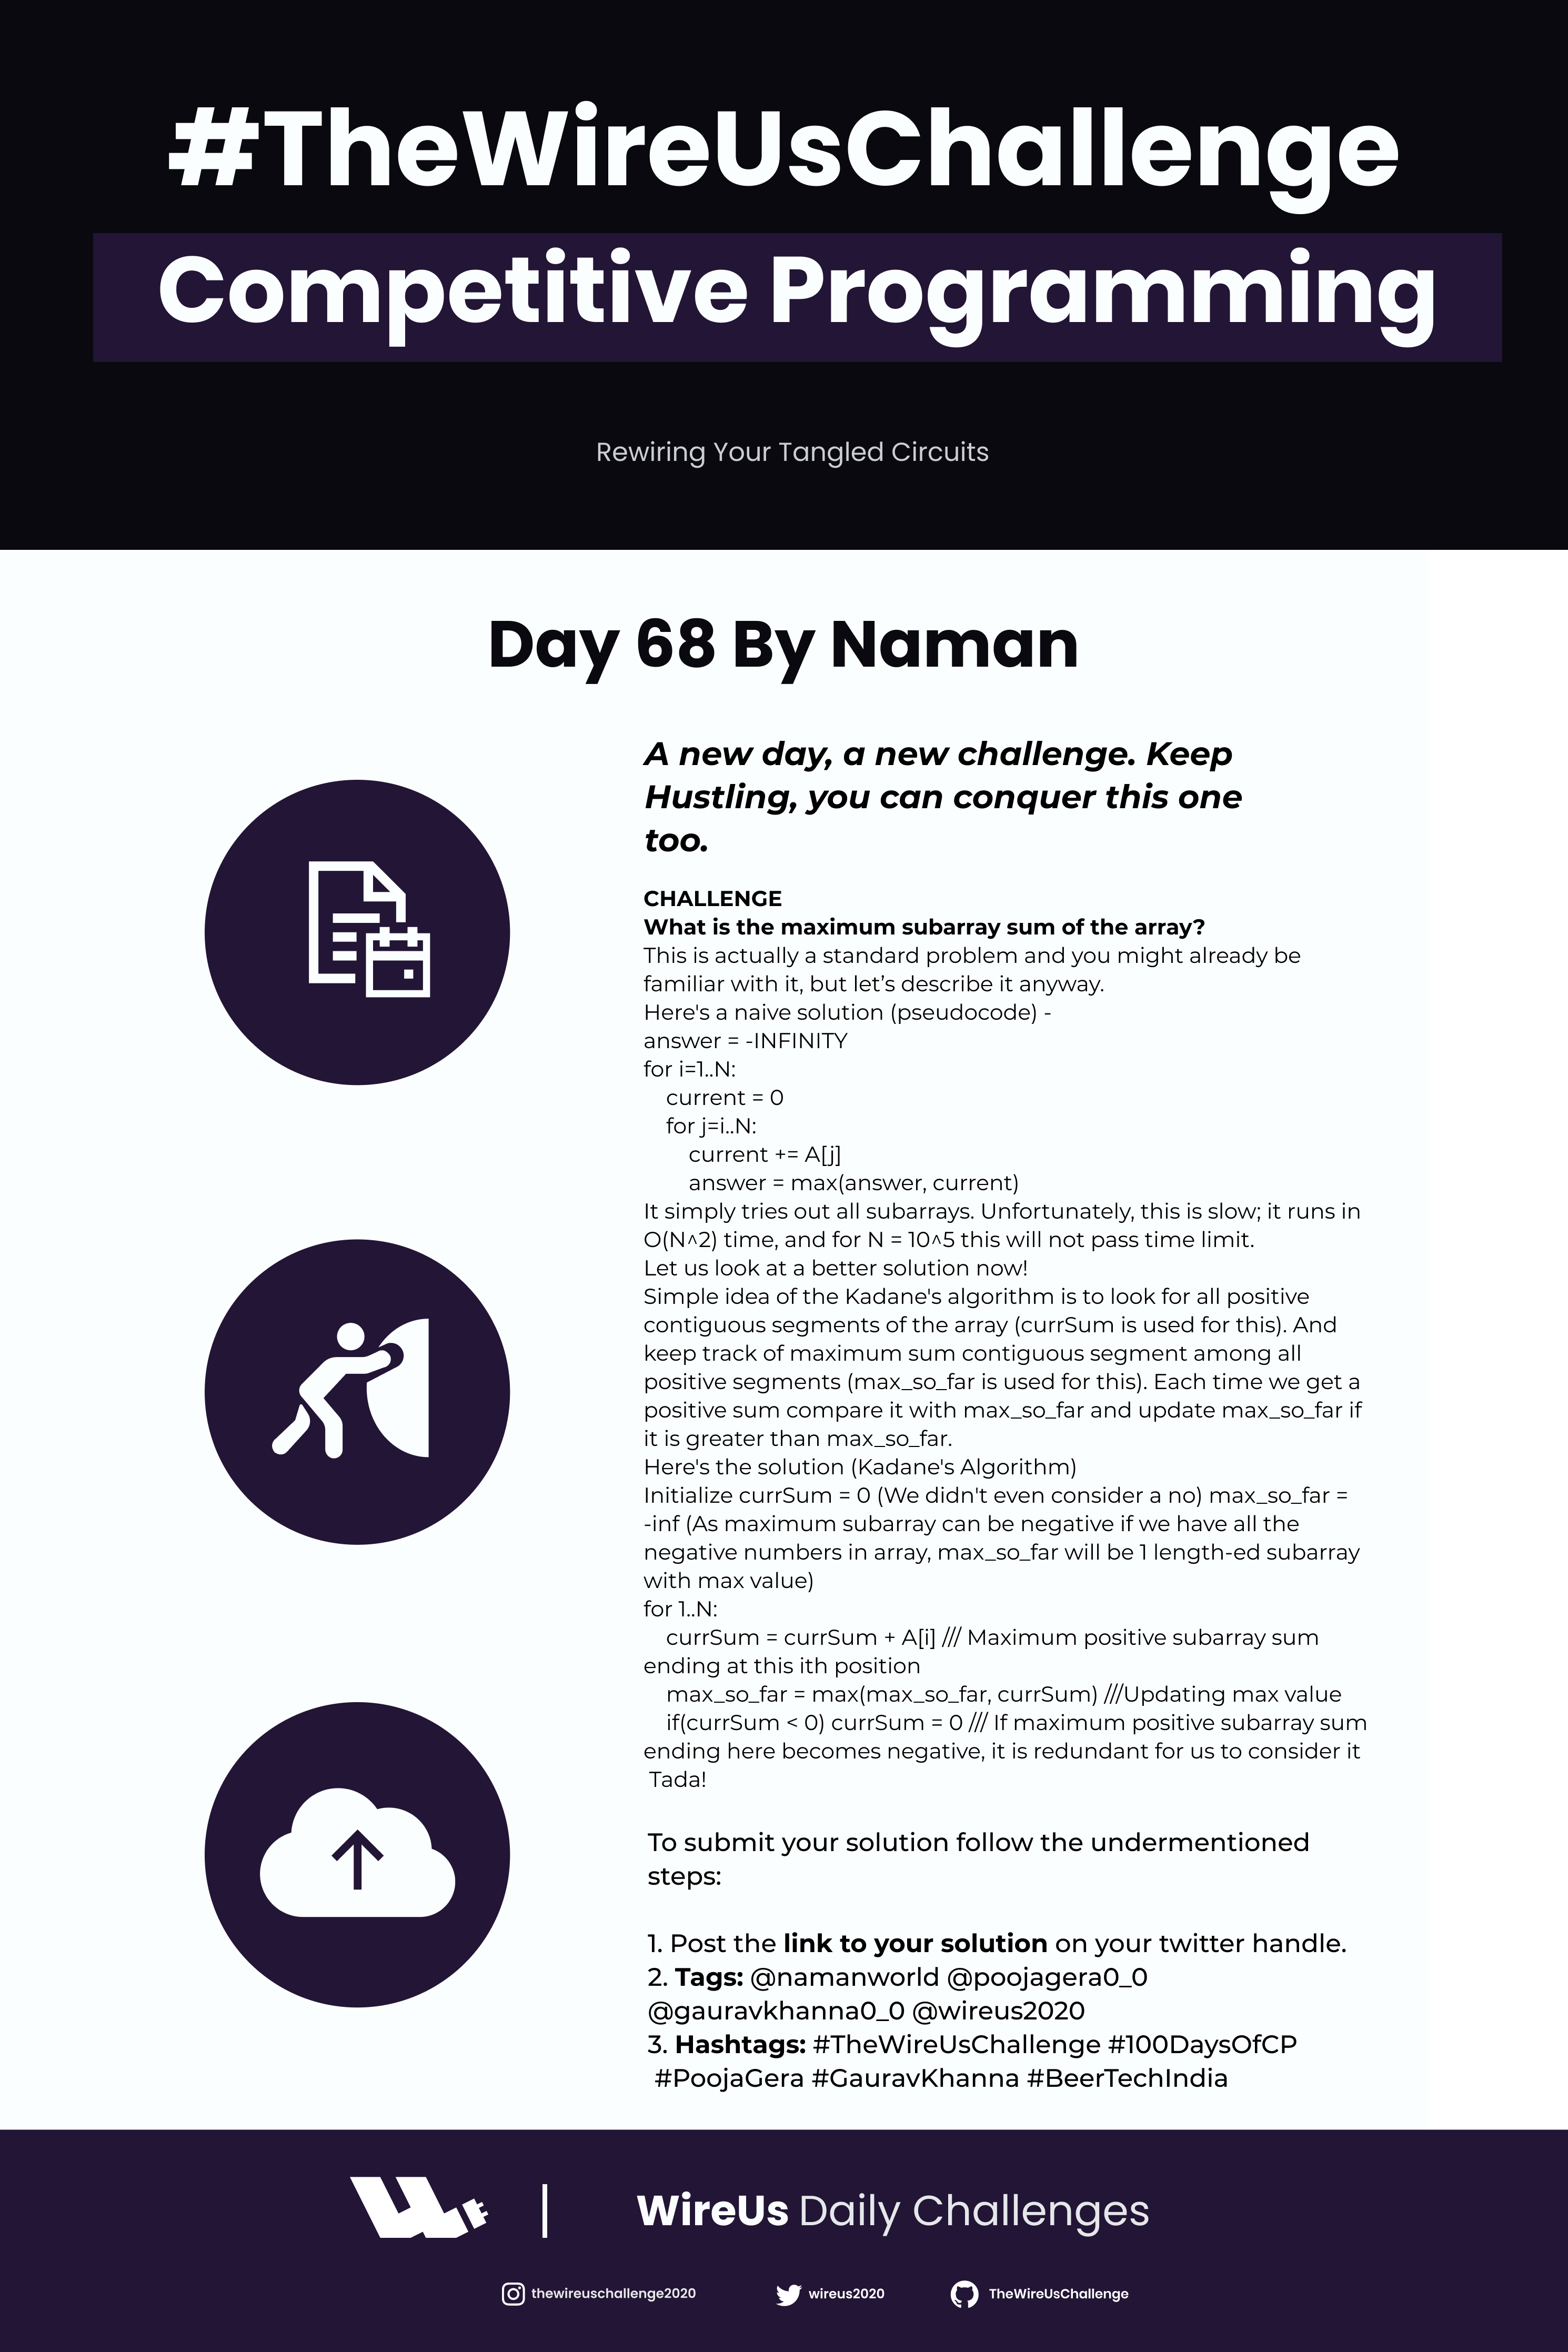 #TheWireUsChallenge
Competitive Programming
Rewiring Your Tangled Circuits
Day 68 By Naman
A new day, a new challenge. Keep
Hustling, you can conquer this one
too.
CHALLENGE
What is the maximum subarray sum of the array?
This is actually a standard problem and you might already be
familiar with it, but let’s describe it anyway.
Here's a naive solution (pseudocode) -
answer = -INFINITY
for i=1..N:
    current = 0
    for j=i..N:
        current += A[j]
        answer = max(answer, current)
It simply tries out all subarrays. Unfortunately, this is slow; it runs in
O(N^2) time, and for N = 10^5 this will not pass time limit.
Let us look at a better solution now!
Simple idea of the Kadane's algorithm is to look for all positive
contiguous segments of the array (currSum is used for this). And
keep track of maximum sum contiguous segment among all
positive segments (max_so_far is used for this). Each time we get a
positive sum compare it with max_so_far and update max_so_far if
it is greater than max_so_far.
Here's the solution (Kadane's Algorithm)
Initialize currSum = 0 (We didn't even consider a no) max_so_far =
-inf (As maximum subarray can be negative if we have all the
negative numbers in array, max_so_far will be 1 length-ed subarray
with max value)
for 1..N:
    currSum = currSum + A[i] /// Maximum positive subarray sum
ending at this ith position
    max_so_far = max(max_so_far, currSum) ///Updating max value
    if(currSum < 0) currSum = 0 /// If maximum positive subarray sum
ending here becomes negative, it is redundant for us to consider it
 Tada!
To submit your solution follow the undermentioned
steps:
1. Post the link to your solution on your twitter handle.
2. Tags: @namanworld @poojagera0_0
@gauravkhanna0_0 @wireus2020
3. Hashtags: #TheWireUsChallenge #100DaysOfCP
 #PoojaGera #GauravKhanna #BeerTechIndia
WireUs Daily Challenges
thewireuschallenge2020 wireus2020 TheWireUsChallenge